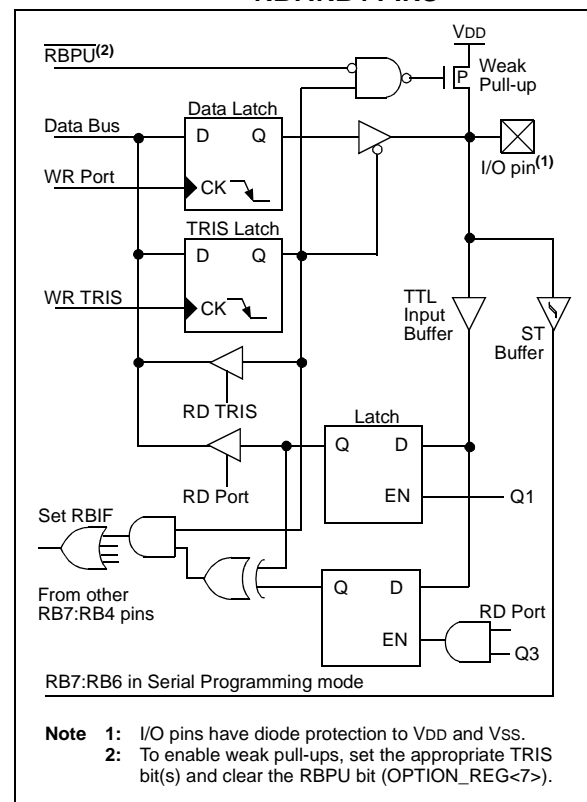 VDD
RBPU(2)
Weak
Pull-up
P
Data Latch
Data Bus
D Q
I/O pin(1)
WR Port
CK
TRIS Latch
D Q
TTL
Input
Buffer
WR TRIS
CK
ST
Buffer
RD TRIS
Latch
Q D
RD Port
EN
Q1
Set RBIF
From other
RB7:RB4 pins
Q D
RD Port
EN
Q3
RB7:RB6 in Serial Programming mode
Note 1: I/O pins have diode protection to VDD and VSS.
2: To enable weak pull-ups, set the appropriate TRIS
bit(s) and clear the RBPU bit (OPTION_REG<7>).